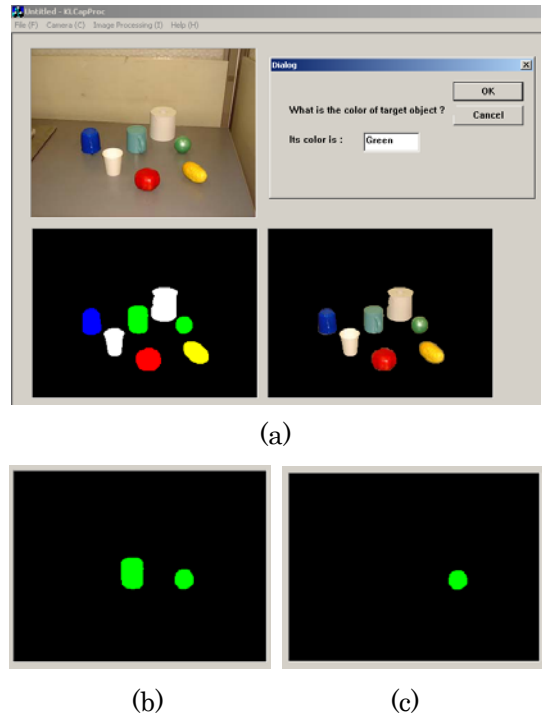 Untitled - KLCapProc
File (F) Camera (C) Image Processing (I) Help (H)
Dialog
OK
What is the color of target object ?
Cancel
Its color is :
Green
(a)
(b)
(c)